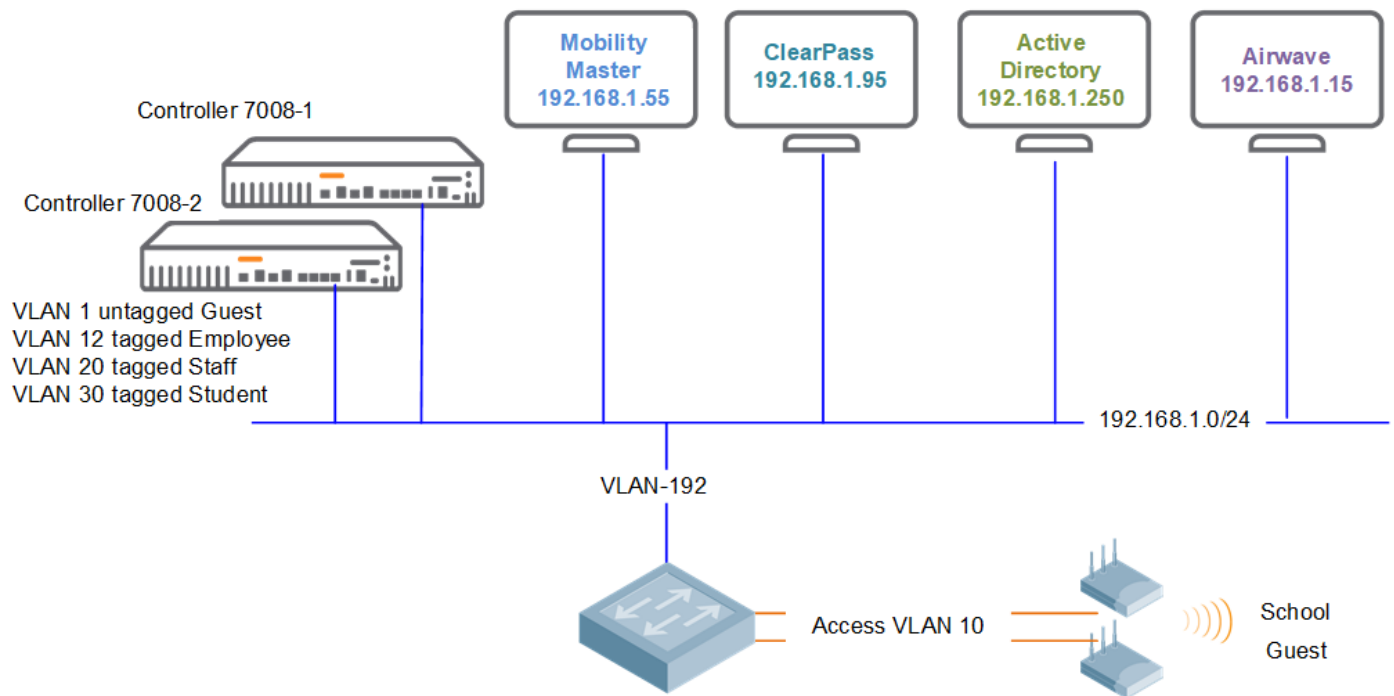 Mobility
Master
192.168.1.55
ClearPass
192.168.1.95
Active
Directory
192.168.1.250
Airwave
192.168.1.15
Controller 7008-1
Controller 7008-2
VLAN 1 untagged Guest
VLAN 12 tagged Employee
VLAN 20 tagged Staff
VLAN 30 tagged Student
192.168.1.0/24
VLAN-192
Access VLAN 10
School
Guest